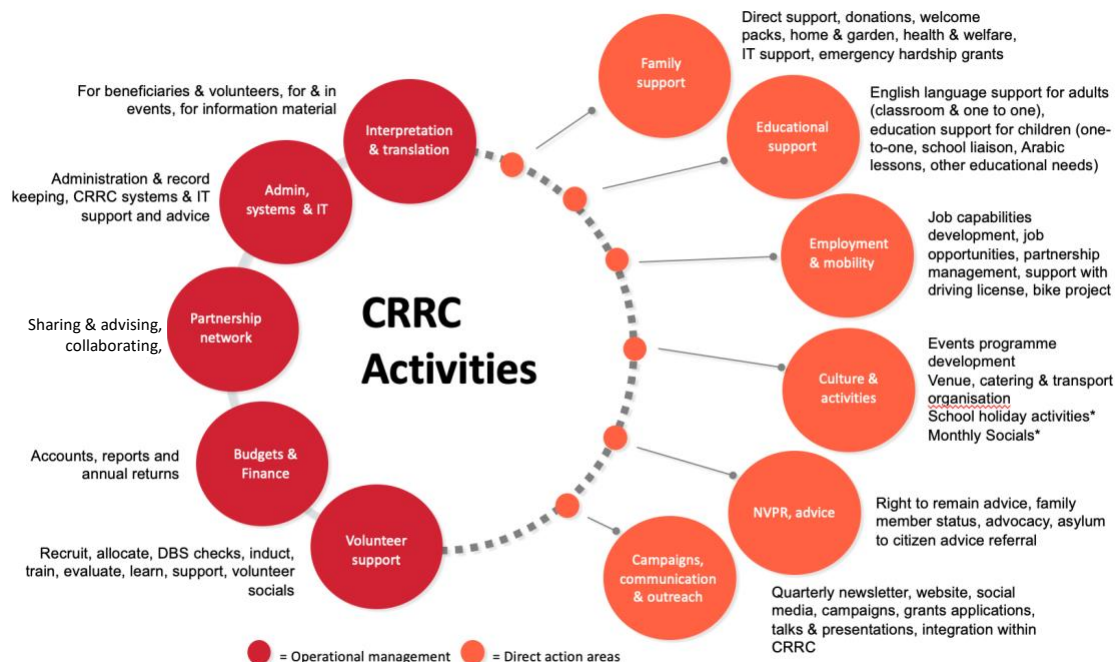 Direct support, donations, welcome
packs, home & garden, health & welfare,
IT support, emergency hardship grants
Family
support
For beneficiaries & volunteers, for & in
events, for information material
Interpretation
& translation
English language support for adults
(classroom & one to one),
education support for children (one-
to-one, school liaison, Arabic
lessons, other educational needs)
Educational
support
Administration & record
keeping, CRRC systems & IT
support and advice
Admin,
systems & IT
Job capabilities
development, job
opportunities, partnership
management, support with
driving license, bike project
Employment
& mobility
Sharing & advising,
collaborating,
Partnership
network
CRRC
Activities
Events programme
development
Venue, catering & transport
organisation
School holiday activities*
Monthly Socials*
Culture &
activities
Accounts, reports and
annual returns
Budgets &
Finance
NVPR, advice
Right to remain advice, family
member status, advocacy, asylum
to citizen advice referral
Recruit, allocate, DBS checks, induct,
train, evaluate, learn, support, volunteer
socials
Volunteer
support
Campaigns,
communication
& outreach
Quarterly newsletter, website, social
media, campaigns, grants applications,
talks & presentations, integration within
CRRC
= Operational management
= Direct action areas